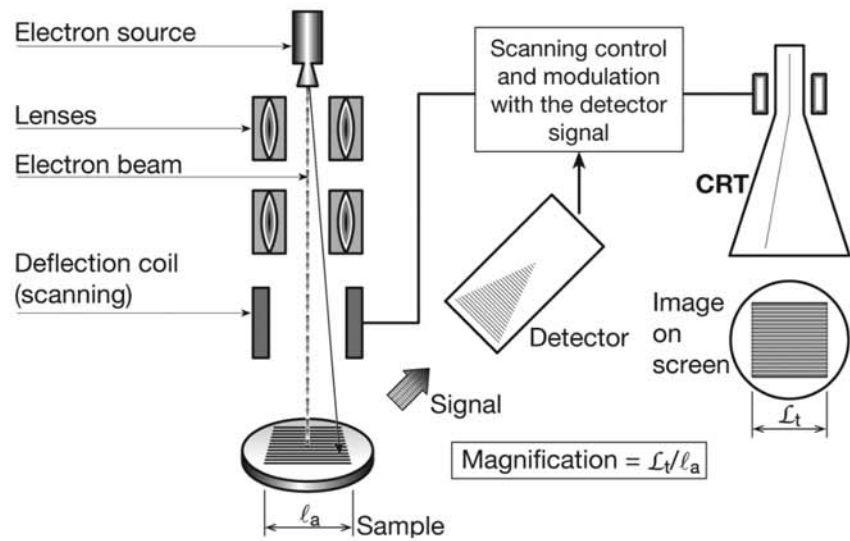 Electron source
Lenses
Electron beam
Deflection coil
(scanning)
Scanning control
and modulation
with the detector
signal
CRT
Detector
Signal
Image
on
screen
ℒt
Magnification = ℒt/ℓa
ℓa
Sample